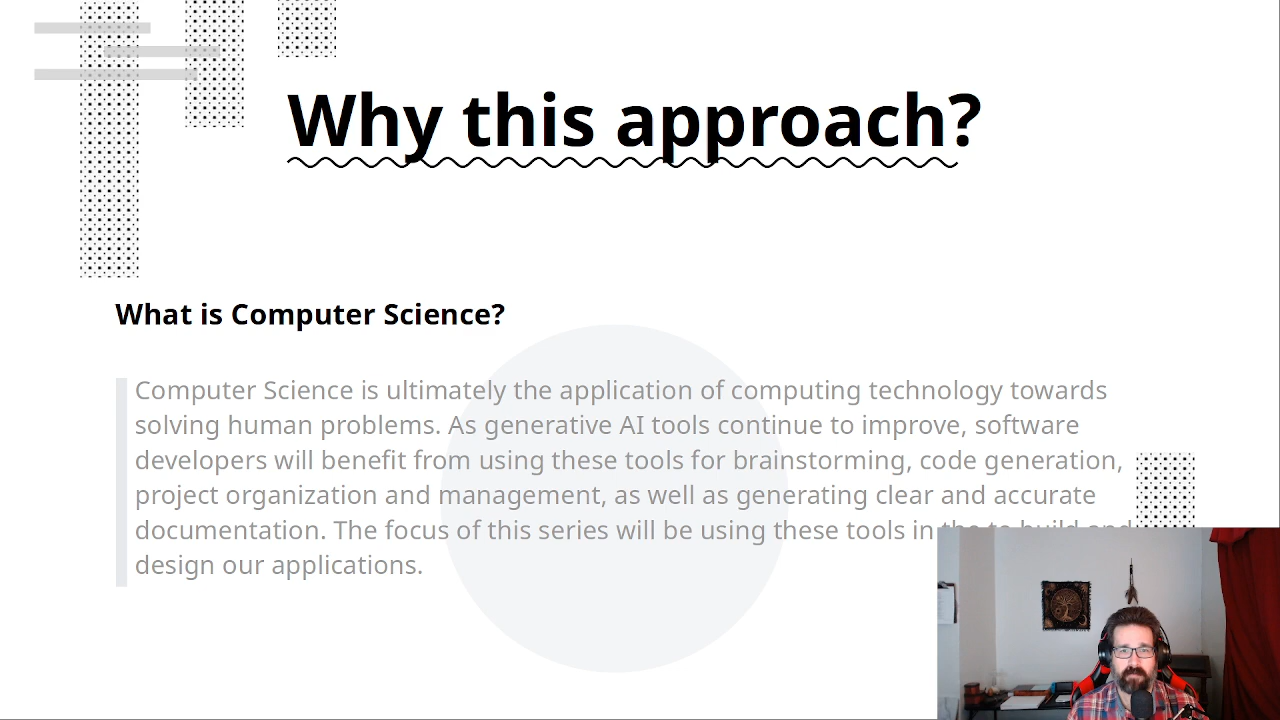 Why this approach?
What is Computer Science?
Computer Science is ultimately the application of computing technology towards
solving human problems. As generative AI tools continue to improve, software
developers will benefit from using these tools for brainstorming, code generation,
project organization and management, as well as generating clear and accurate
documentation. The focus of this series will be using these tools in the to build and
design our applications.